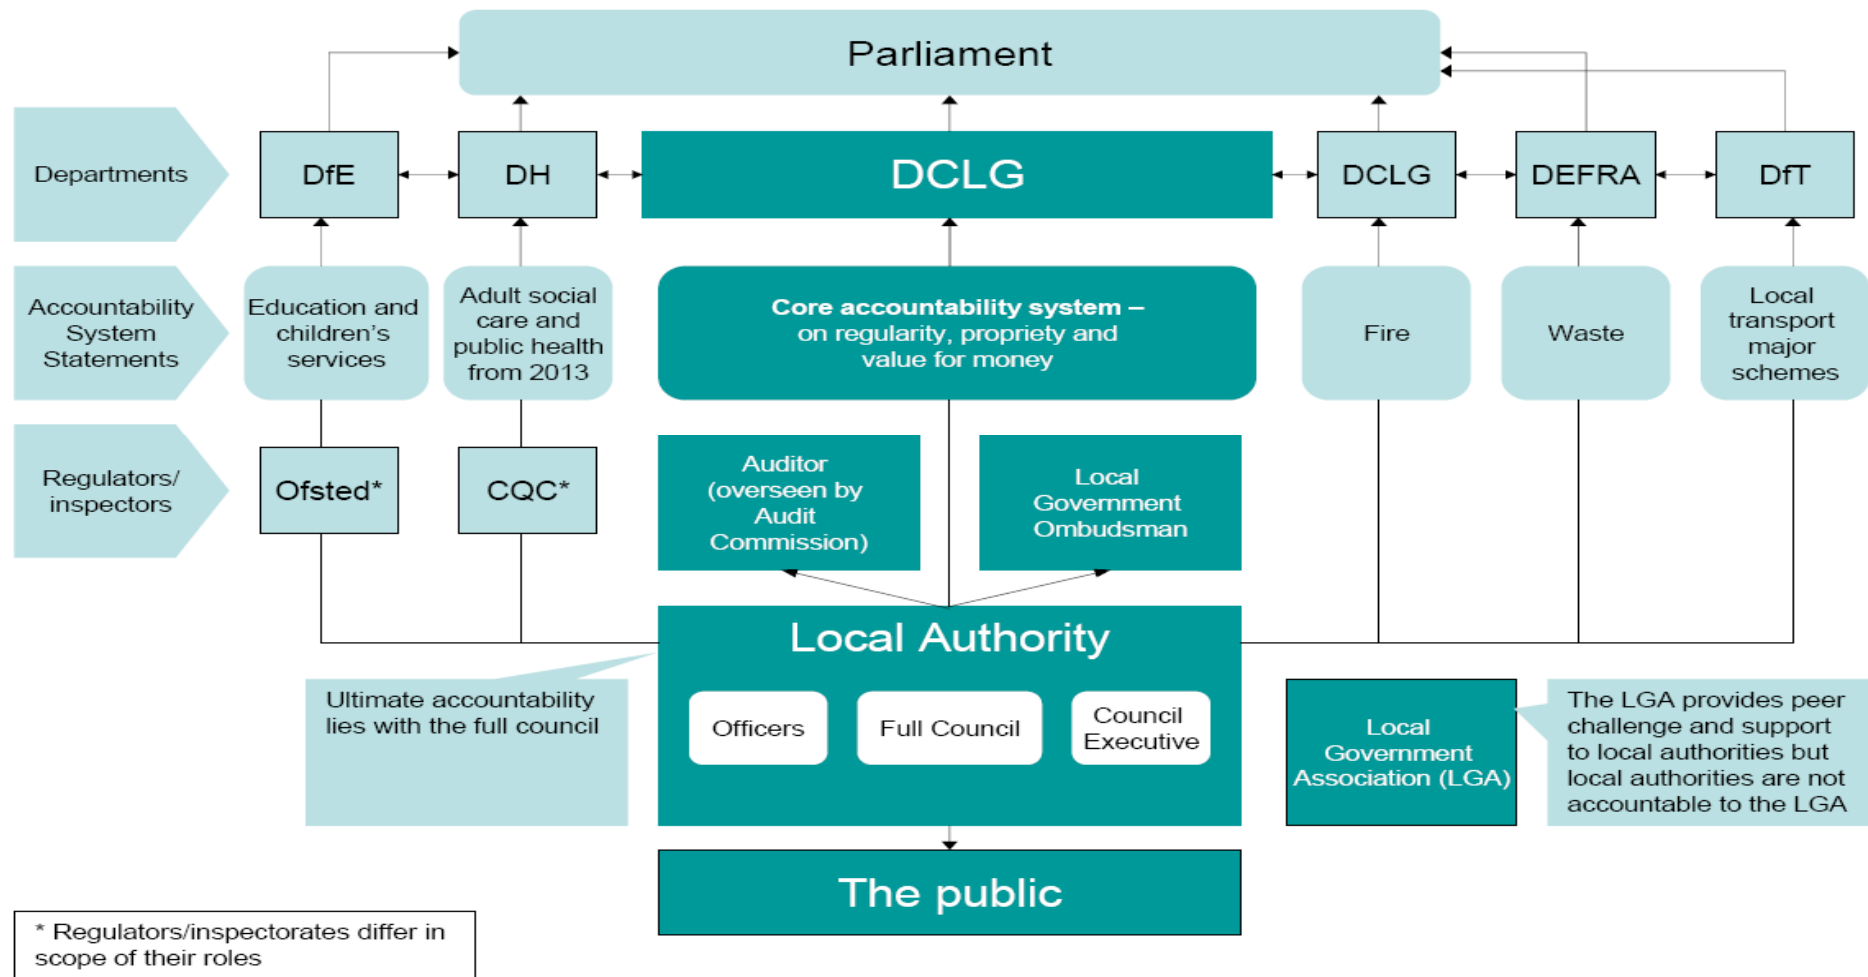 Parliament
Departments
DfE
DH
DCLG
DCLG
DEFRA
DfT
Accountability
System
Statements
Education and
children's
services
Adult social
care and
public health
from 2013
Core accountability system –
on regularity, propriety and
value for money
Fire
Waste
Local
transport
major
schemes
Regulators/
inspectors
Ofsted*
CQC*
Auditor
(overseen by
Audit
Commission)
Local
Government
Ombudsman
Local Authority
Ultimate accountability
lies with the full council
Officers
Full Council
Council
Executive
Local
Government
Association (LGA)
The LGA provides peer
challenge and support
to local authorities but
local authorities are not
accountable to the LGA
The public
* Regulators/inspectorates differ in
scope of their roles